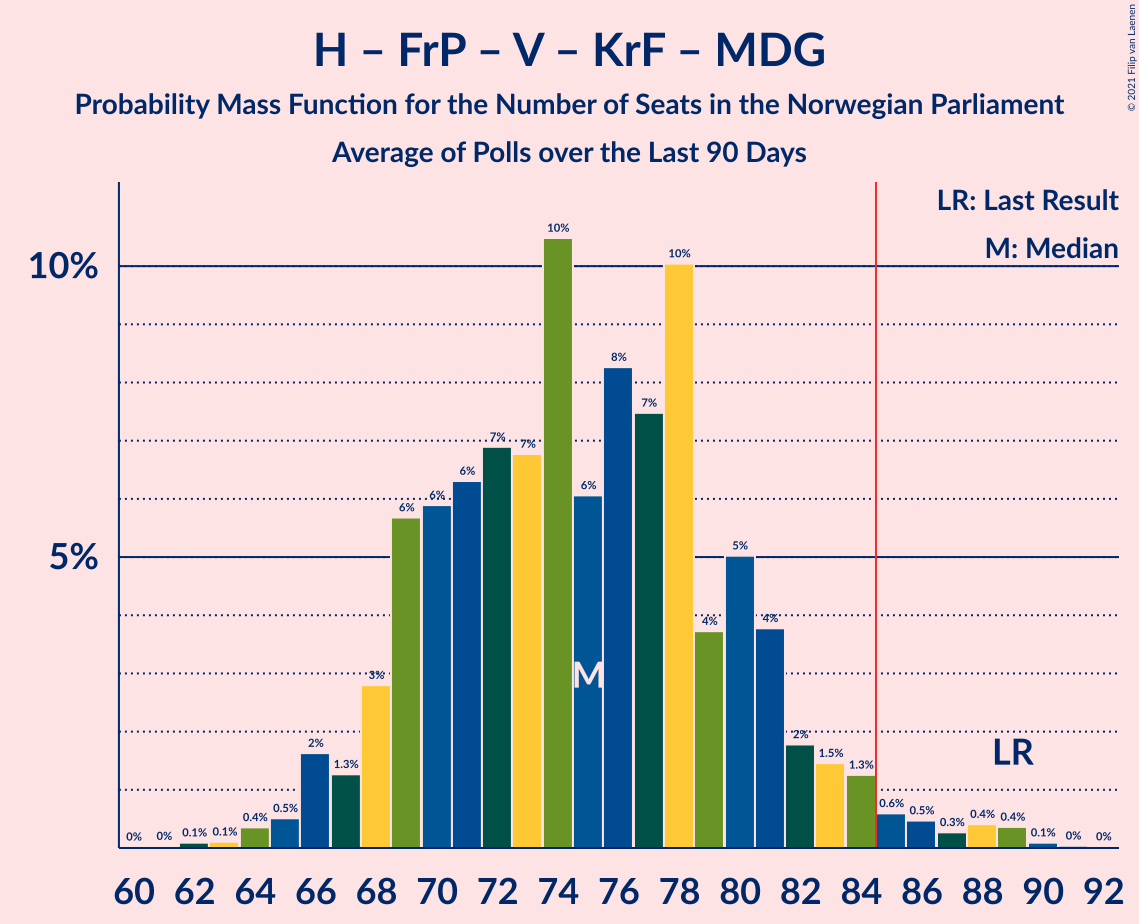 H – FrP – V – KrF – MDG
Probability Mass Function for the Number of Seats in the Norwegian Parliament
Average of Polls over the Last 90 Days
© 2021 Filip van Laenen
LR: Last Result
M: Median
10%
5%
0% 0% 0.1% 0.1% 0.4% 0.5% 2% 1.3% 3% 6% 6% 6% 7% 7% 10% 6% 8% 7% 10% 4% 5% 4% 2% 1.5% 1.3% 0.6% 0.5% 0.3% 0.4% 0.4% 0.1% 0% 0%
M
LR
60 62 64 66 68 70 72 74 76 78 80 82 84 86 88 90 92